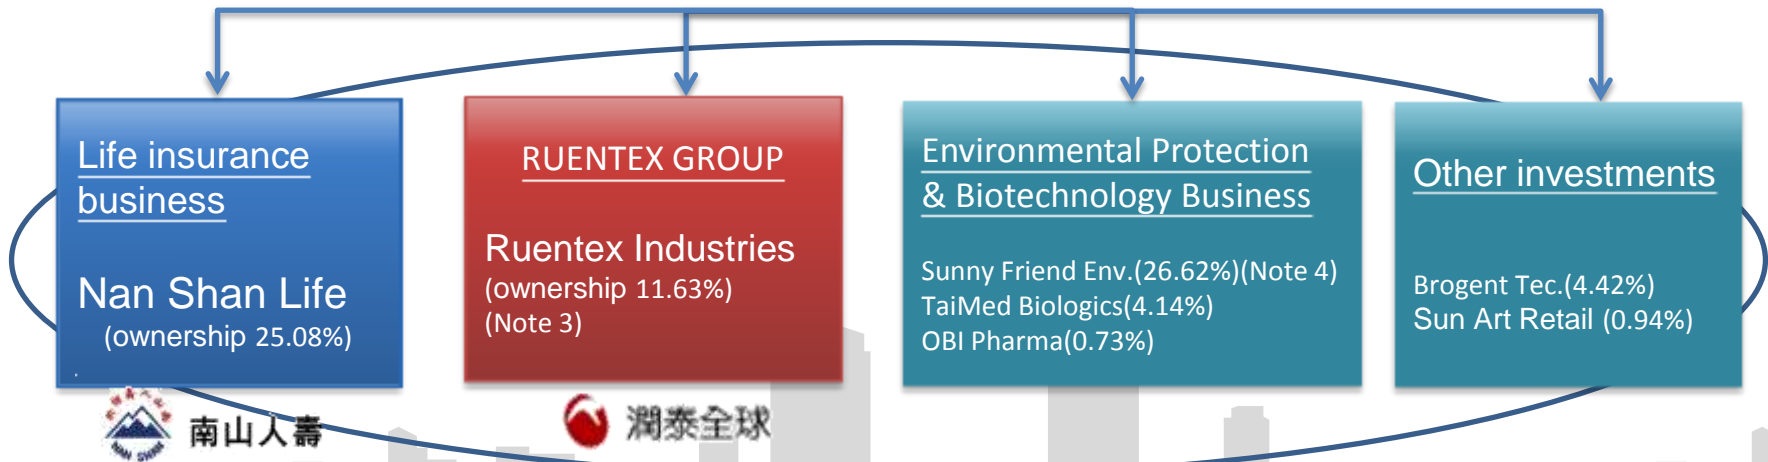 Life insurance
business
Nan Shan Life
(ownership 25.08%)
.
RUENTEX GROUP
Ruentex Industries
(ownership 11.63%)
(Note 3)
Environmental Protection
& Biotechnology Business
Sunny Friend Env.(26.62%)(Note 4)
TaiMed Biologics(4.14%)
OBI Pharma(0.73%)
Other investments
Brogent Tec.(4.42%)
Sun Art Retail (0.94%)
NAN SHAN
南山人壽
潤泰全球